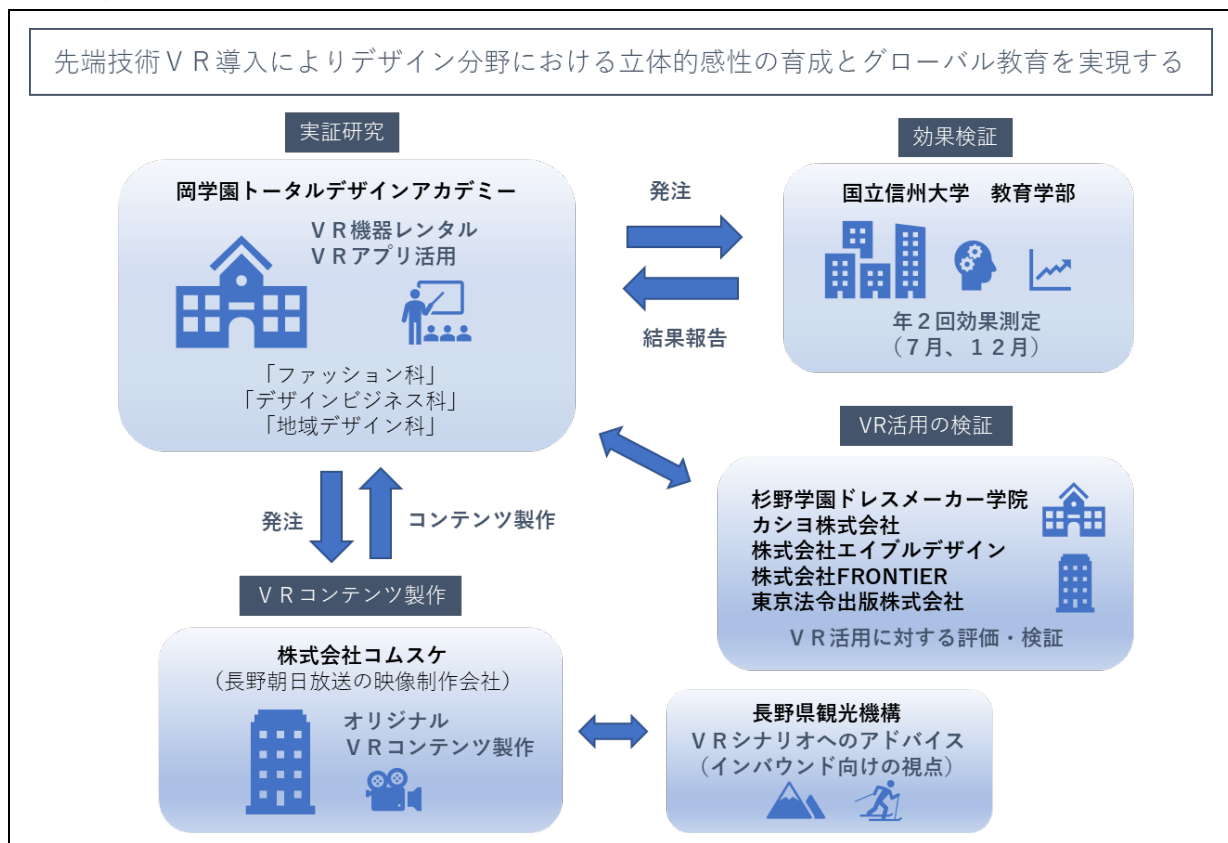 先端技術ＶＲ導入によりデザイン分野における立体的感性の育成とグローバル教育を実現する
実証研究
岡学園トータルデザインアカデミー
ＶＲ機器レンタル
ＶＲアプリ活用
「ファッション科」
「デザインビジネス科」
「地域デザイン科」
発注
結果報告
効果検証
国立信州大学　教育学部
年２回効果測定
（７月、１２月）
VR活用の検証
杉野学園ドレスメーカー学院
カシヨ株式会社
株式会社エイブルデザイン
株式会社FRONTIER
東京法令出版株式会社
ＶＲ活用に対する評価・検証
発注
コンテンツ製作
ＶＲコンテンツ製作
株式会社コムスケ
（長野朝日放送の映像制作会社）
オリジナル
ＶＲコンテンツ製作
長野県観光機構
ＶＲシナリオへのアドバイス
（インバウンド向けの視点）